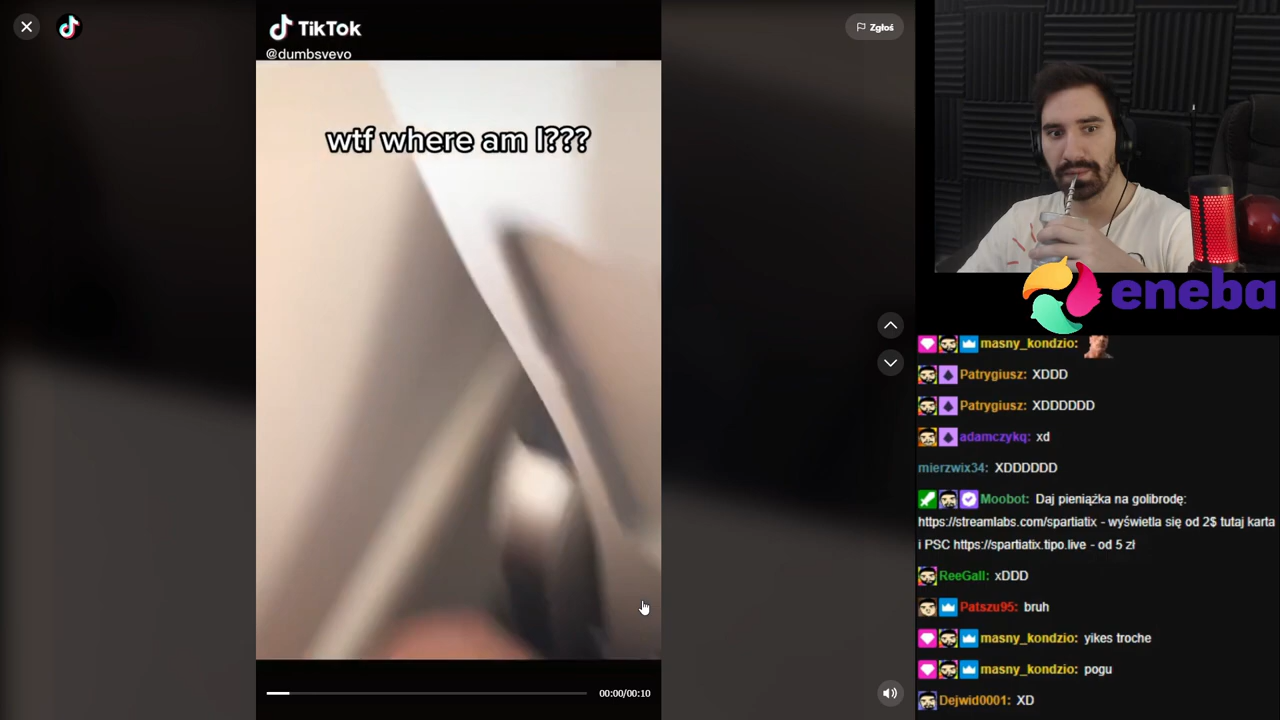 TikTok
@dumbsvevo
Zgłoś
wtf where am I???
00:00/00:10
eneba
masny_kondzio:
Patrygiusz: XDDD
Patrygiusz: XDDDDDD
adamczykq: xd
mierzwix34: XDDDDDD
Moobot: Daj pieniążka na golibrodę:
https://streamlabs.com/spartiatix - wyświetla się od 2$ tutaj karta
i PSC https://spartiatix.tipo.live - od 5 zł
ReeGall: xDDD
Patszu95: bruh
masny_kondzio: yikes troche
masny_kondzio: pogu
Dejwid0001: XD